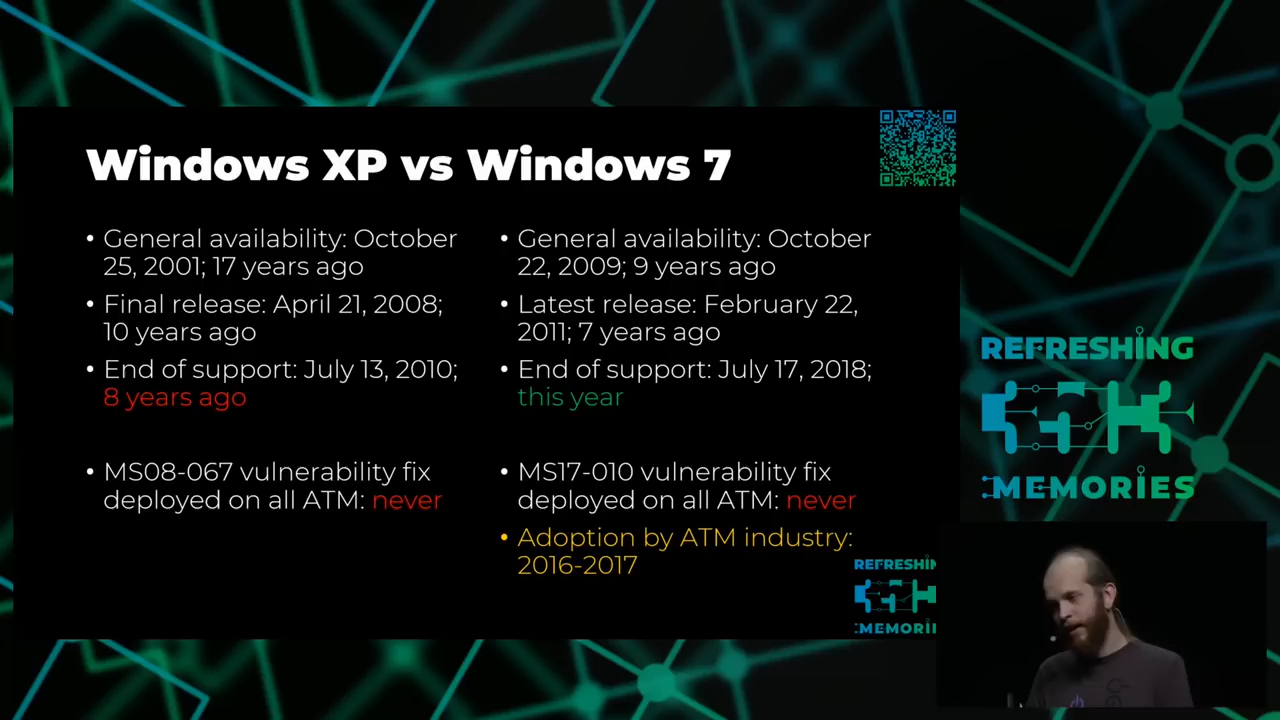 Windows XP vs Windows 7
• General availability: October
25, 2001; 17 years ago
• Final release: April 21, 2008;
10 years ago
• End of support: July 13, 2010;
8 years ago
• MS08-067 vulnerability fix
deployed on all ATM: never
• General availability: October
22, 2009; 9 years ago
• Latest release: February 22,
2011; 7 years ago
• End of support: July 17, 2018;
this year
• MS17-010 vulnerability fix
deployed on all ATM: never
• Adoption by ATM industry:
2016-2017
REFRESHIN
:MEMORI
REFRESHING
:MEMORIES